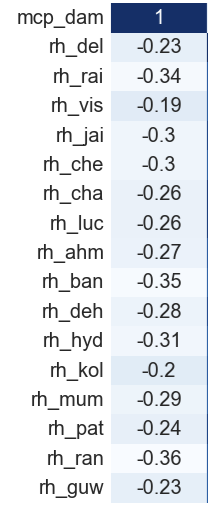 mcp_dam 1
rh_del -0.23
rh_rai -0.34
rh_vis -0.19
rh_jai -0.3
rh_che -0.3
rh_cha -0.26
rh_luc -0.26
rh_ahm -0.27
rh_ban -0.35
rh_deh -0.28
rh_hyd -0.31
rh_kol -0.2
rh_mum -0.29
rh_pat -0.24
rh_ran -0.36
rh_guw -0.23